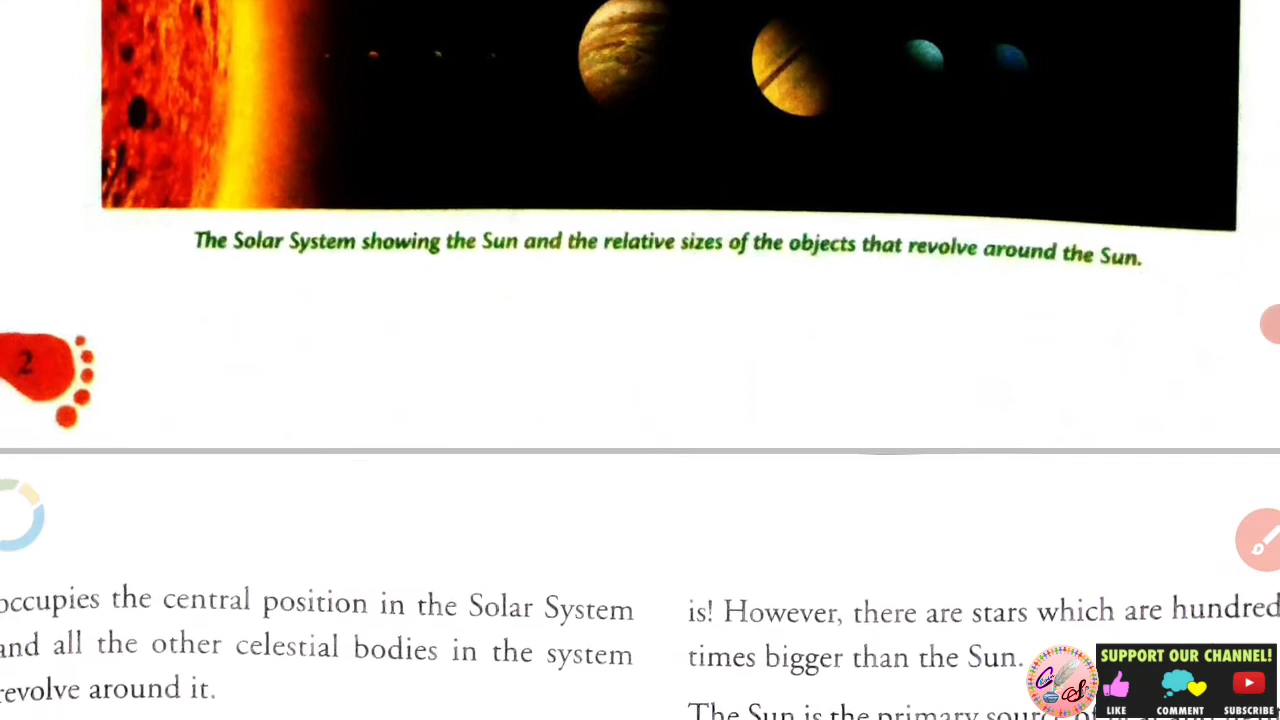 The Solar System showing the Sun and the relative sizes of the objects that revolve around the Sun.
2
occupies the central position in the Solar System
and all the other celestial bodies in the system
revolve around it.
is! However, there are stars which are hundred
times bigger than the Sun.
The Sun is the primary source of
SUPPORT OUR CHANNEL!
LIKE COMMENT SUBSCRIBE